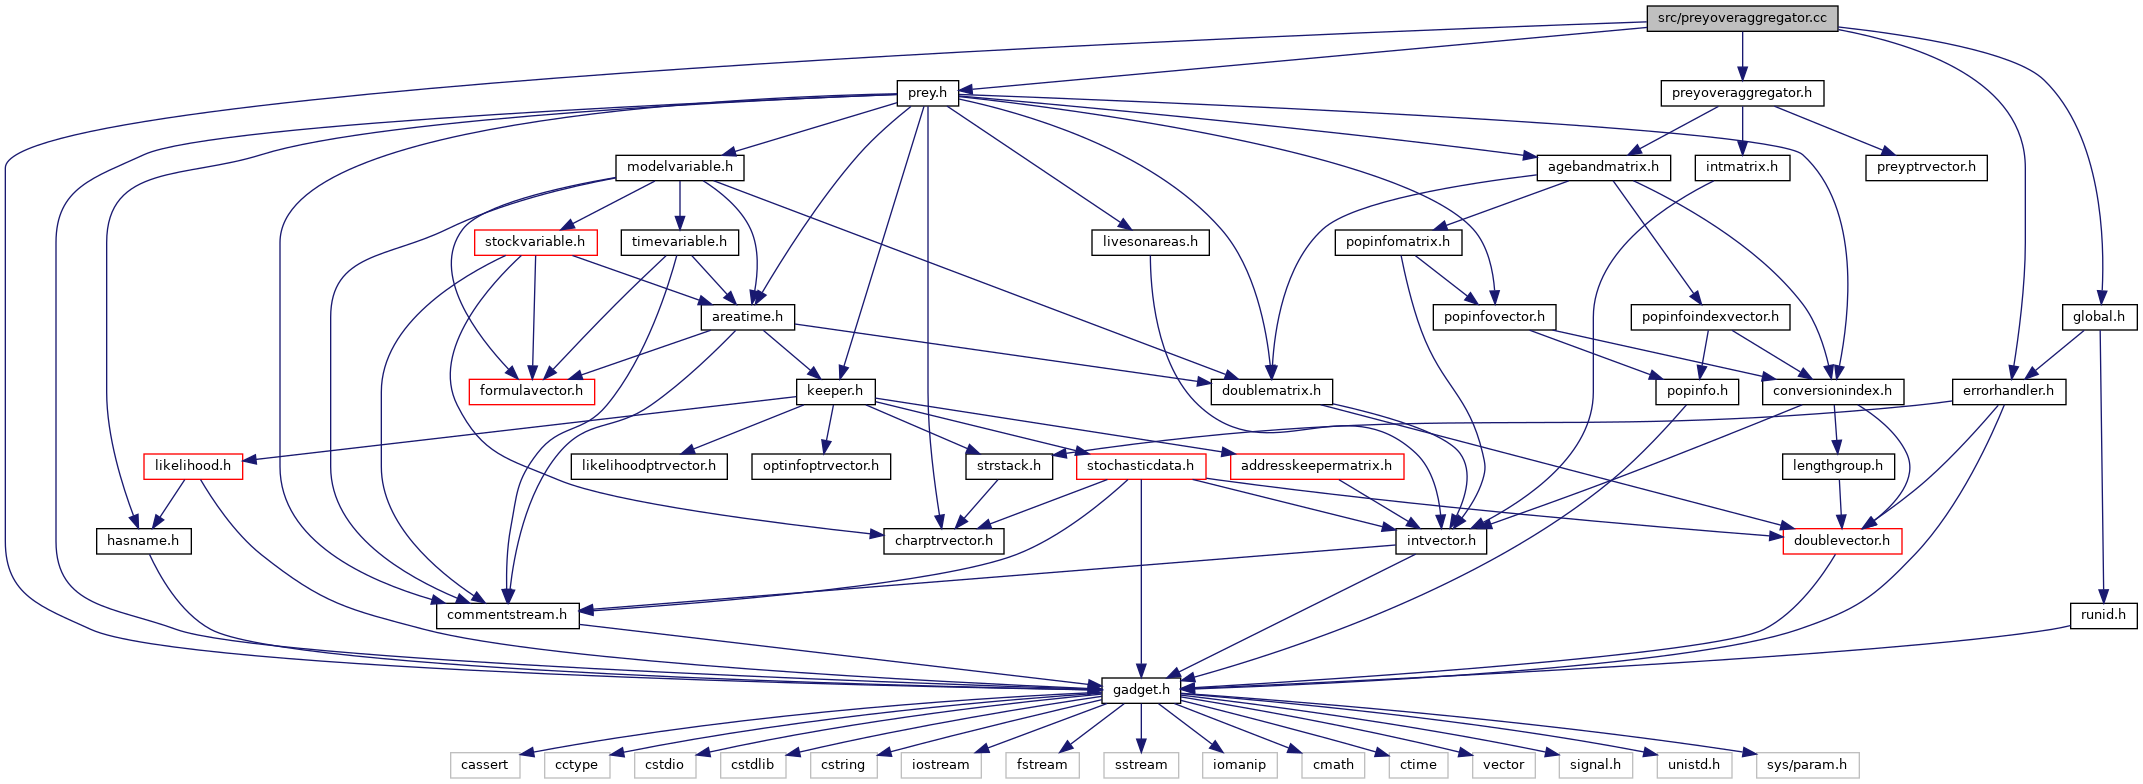 src/preyoveraggregator.cc
prey.h
preyoveraggregator.h
modelvariable.h
agebandmatrix.h
intmatrix.h
preyptrvector.h
stockvariable.h
timevariable.h
livesonareas.h
popinfomatrix.h
areatime.h
popinfovector.h
popinfoindexvector.h
global.h
formulavector.h
keeper.h
doublematrix.h
popinfo.h
conversionindex.h
errorhandler.h
likelihood.h
likelihoodptrvector.h
optinfoptrvector.h
strstack.h
stochasticdata.h
addresskeepermatrix.h
lengthgroup.h
hasname.h
charptrvector.h
intvector.h
doublevector.h
commentstream.h
runid.h
gadget.h
cassert
cctype
cstdio
cstdlib
cstring
iostream
fstream
sstream
iomanip
cmath
ctime
vector
signal.h
unistd.h
sys/param.h